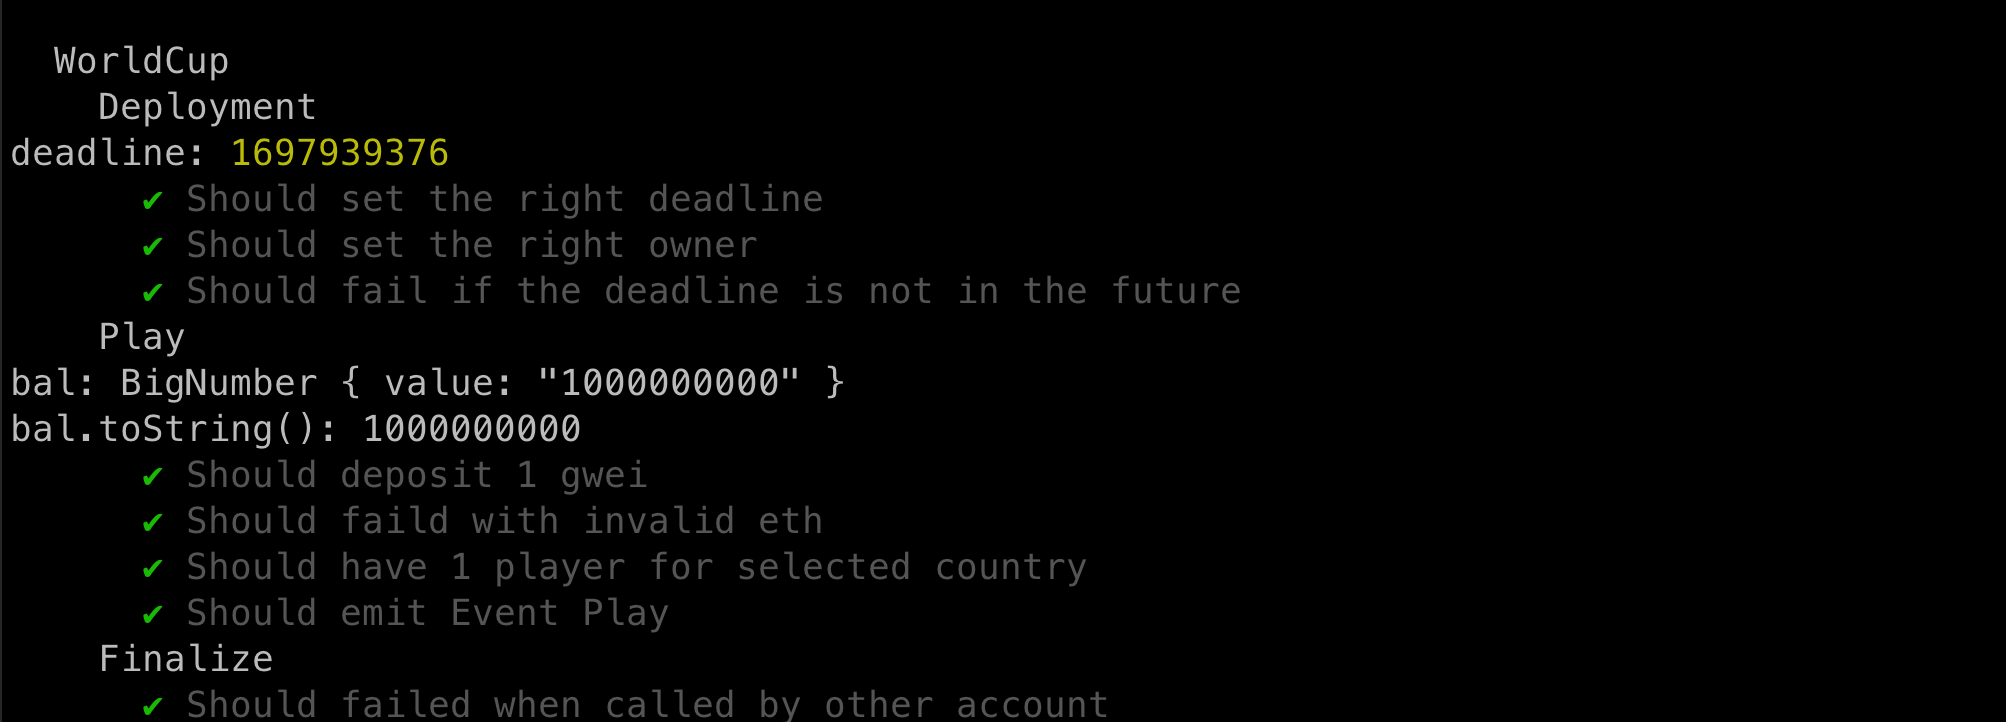 WorldCup
Deployment
deadline: 1697939376
✔ Should set the right deadline
✔ Should set the right owner
✔ Should fail if the deadline is not in the future
Play
bal: BigNumber { value: "1000000000" }
bal.toString(): 1000000000
✔ Should deposit 1 gwei
✔ Should faild with invalid eth
✔ Should have 1 player for selected country
✔ Should emit Event Play
Finalize
✔ Should failed when called by other account